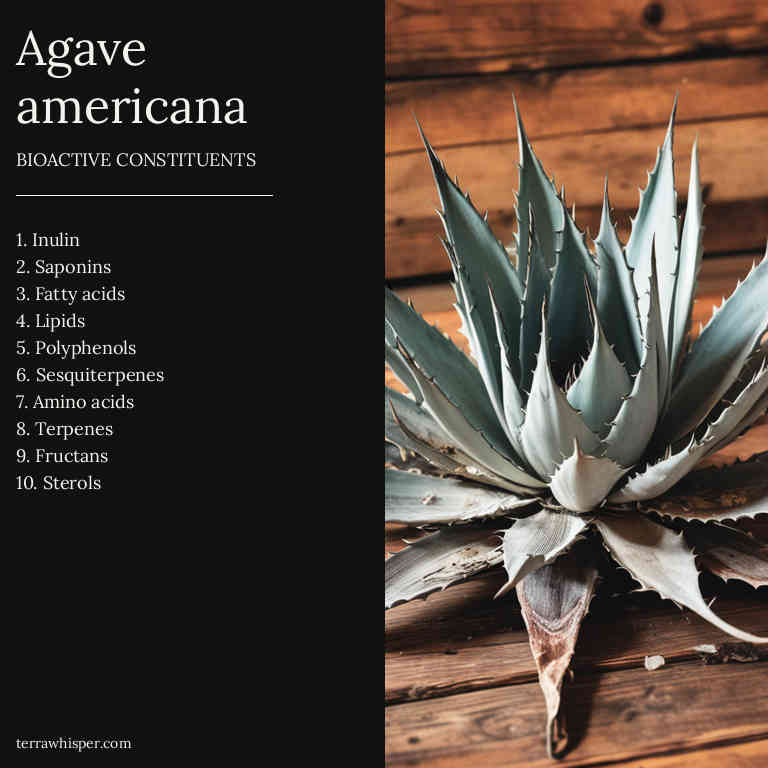 Agave
americana
BIOACTIVE CONSTITUENTS
1. Inulin
2. Saponins
3. Fatty acids
4. Lipids
5. Polyphenols
6. Sesquiterpenes
7. Amino acids
8. Terpenes
9. Fructans
10. Sterols
terrawhisper.com